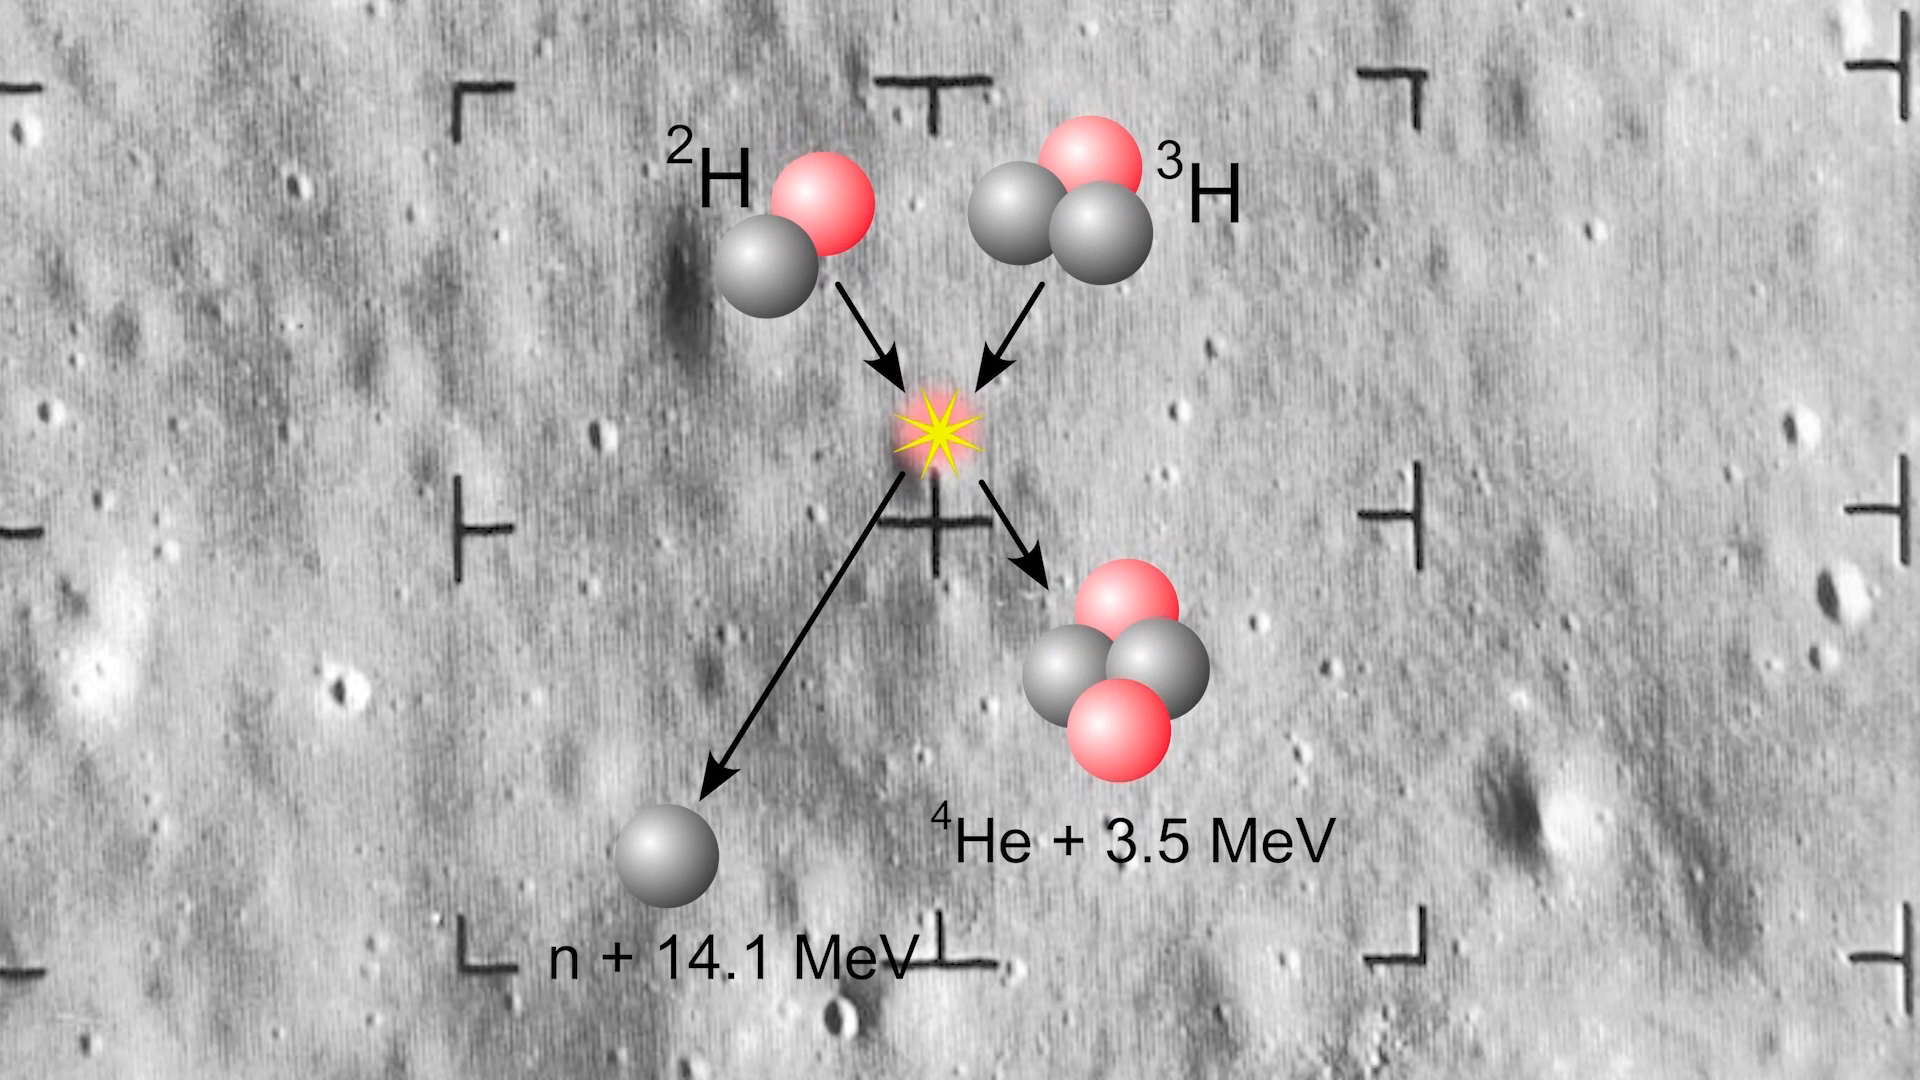 ²H
³H
⁴He + 3.5 MeV
n + 14.1 MeV